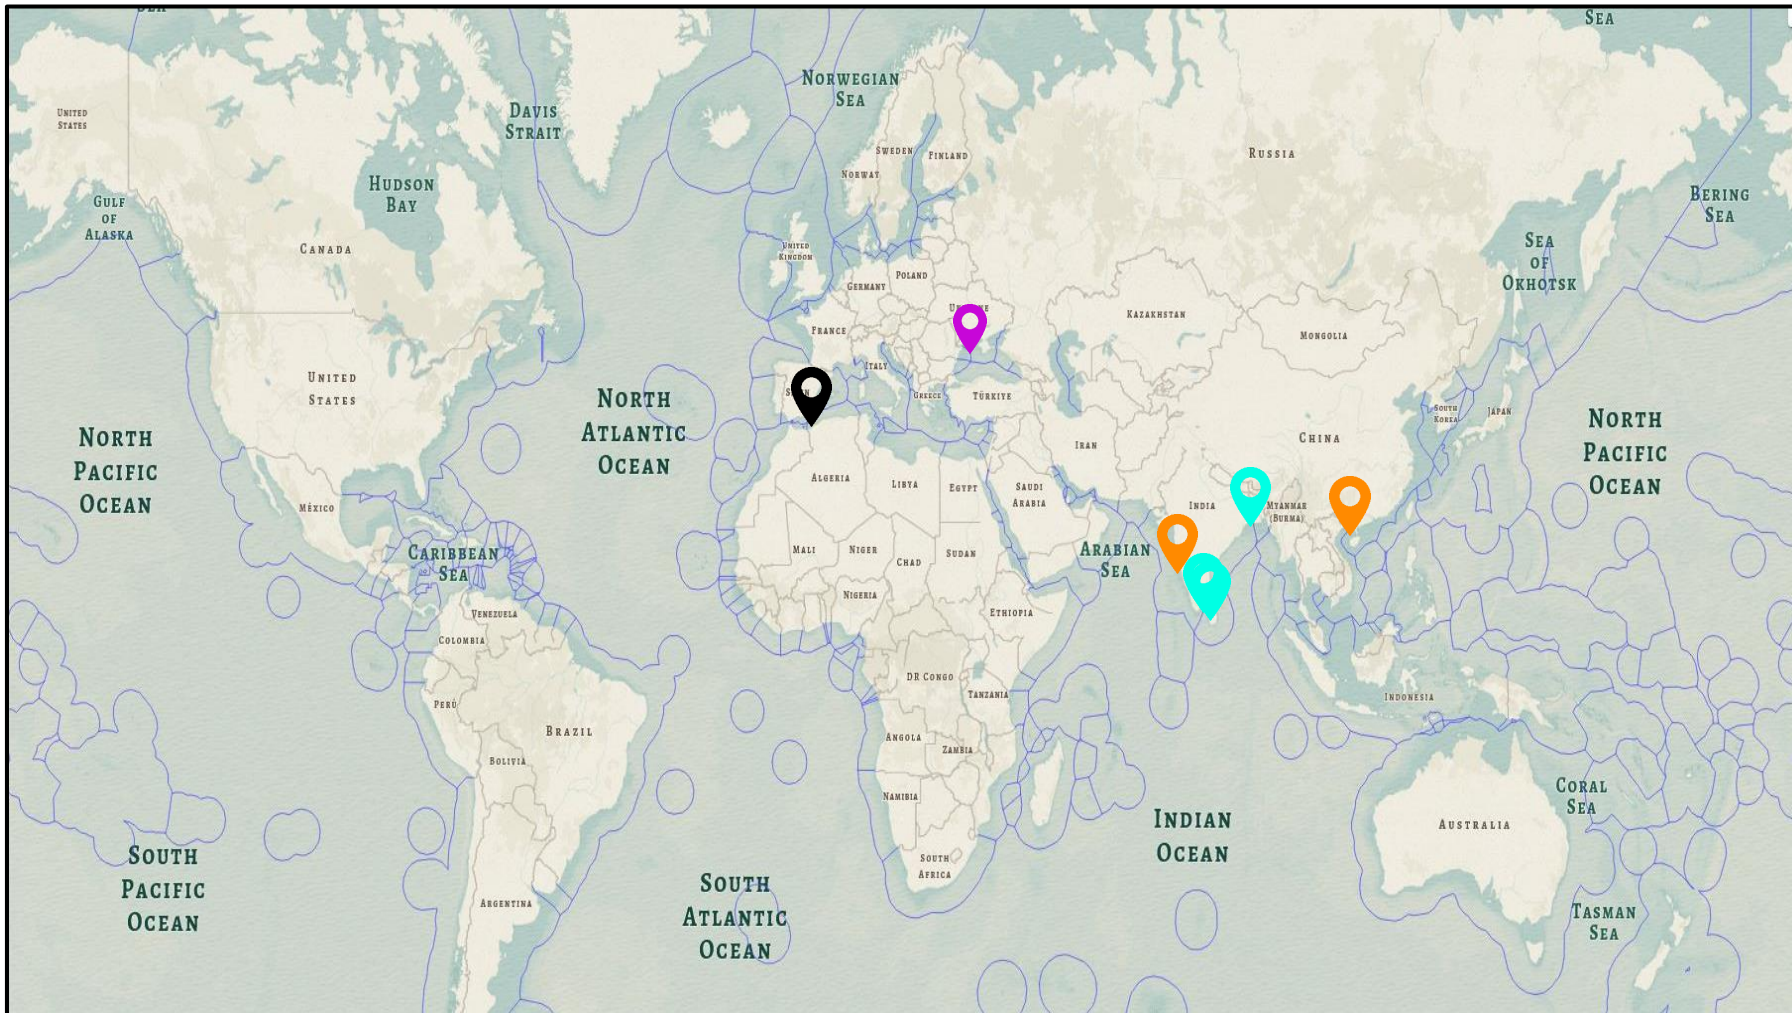 SEA
SEA
NORWEGIAN
SEA
DAVIS
STRAIT
UNITED
STATES
SWEDEN
FINLAND
NORWAY
RUSSIA
HUDSON
BAY
GULF
OF
ALASKA
BERING
SEA
CANADA
UNITED
KINGDOM
SEA
OF
OKHOTSK
POLAND
GERMANY
KAZAKHSTAN
FRANCE
MONGOLIA
ITALY
UNITED
STATES
GREECE
TÜRKIYE
SOUTH
KOREA
JAPAN
NORTH
ATLANTIC
OCEAN
NORTH
PACIFIC
OCEAN
NORTH
PACIFIC
OCEAN
IRAN
CHINA
ALGERIA
LIBYA
EGYPT
SAUDI
ARABIA
INDIA
MYANMAR
(BURMA)
MÉXICO
MALI
NIGER
CHAD
SUDAN
ARABIAN
SEA
CARIBBEAN
SEA
NIGERIA
ETHIOPIA
VENEZUELA
COLOMBIA
DR CONGO
TANZANIA
INDONESIA
PERÚ
BRAZIL
ANGOLA
ZAMBIA
BOLIVIA
NAMIBIA
CORAL
SEA
INDIAN
OCEAN
AUSTRALIA
SOUTH
PACIFIC
OCEAN
SOUTH
AFRICA
SOUTH
ATLANTIC
OCEAN
ARGENTINA
TASMAN
SEA